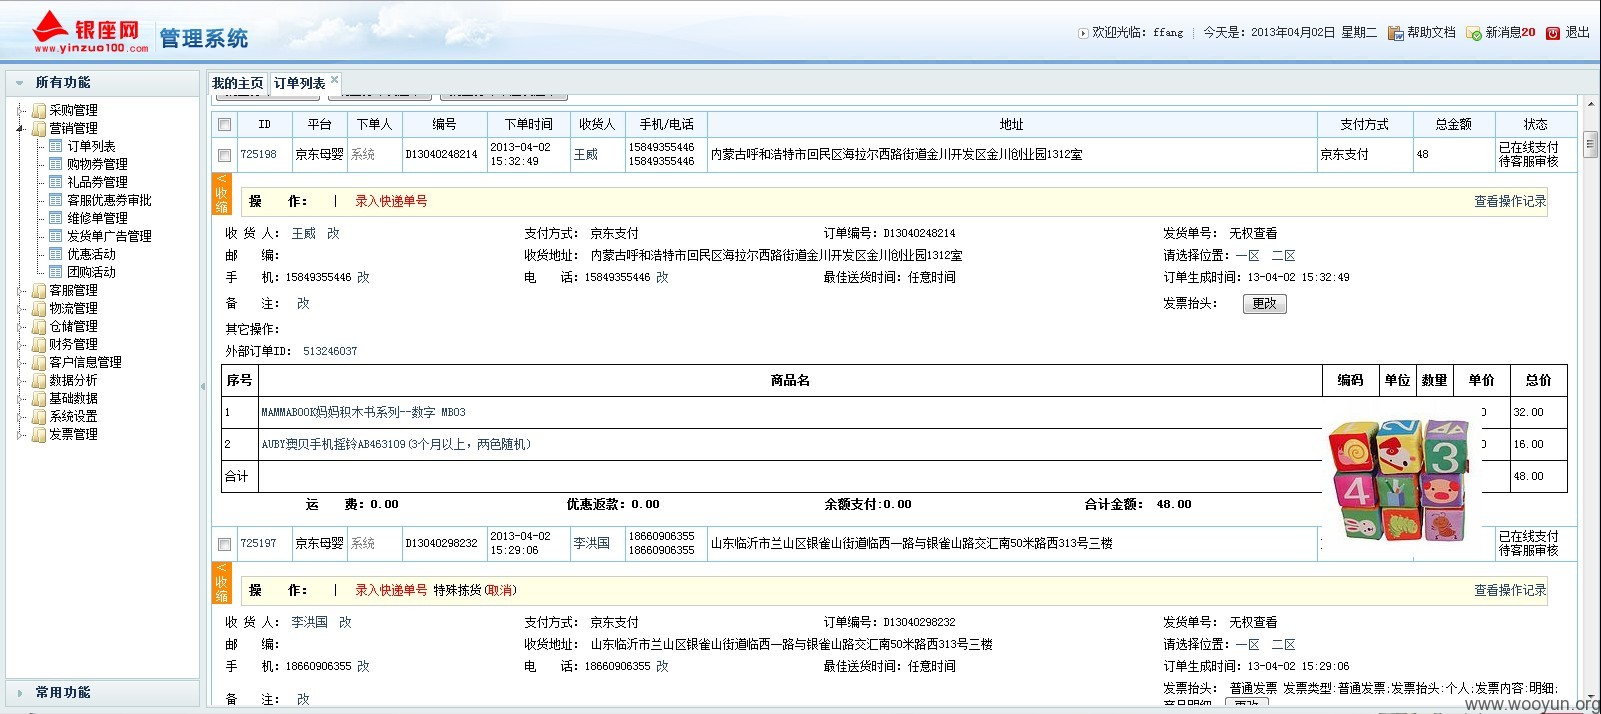 银座网
www.yinzuo100.com
管理系统
欢迎光临: ffang 今天是: 2013年04月02日 星期二 帮助文档 新消息20 退出
所有功能
采购管理
营销管理
订单列表
购物券管理
礼品券管理
客服优惠券审批
维修单管理
发货单广告管理
优惠活动
团购活动
客服管理
物流管理
仓储管理
财务管理
客户信息管理
数据分析
基础数据
系统设置
发票管理
常用功能
我的主页 订单列表
ID 平台 下单人 编号 下单时间 收货人 手机/电话 地址 支付方式 总金额 状态
725198 京东母婴 系统 D13040248214 2013-04-02 15:32:49 王威 15849355446 15849355446 内蒙古呼和浩特市回民区海拉尔西路街道金川开发区金川创业园1312室 京东支付 48 已在线支付 待客服审核
<收缩
操 作: | 录入快递单号 查看操作记录
收 货 人: 王威 改 支付方式: 京东支付 订单编号: D13040248214 发货单号: 无权查看
邮 编: 收货地址: 内蒙古呼和浩特市回民区海拉尔西路街道金川开发区金川创业园1312室 请选择位置: 一区 二区
手 机: 15849355446 改 电 话: 15849355446 改 最佳送货时间: 任意时间 订单生成时间: 13-04-02 15:32:49
备 注: 改 发票抬头: 更改
其它操作:
外部订单ID: 513246037
序号 商品名 编码 单位 数量 单价 总价
1 MAMMABOOK妈妈积木书系列--数字 MB03 32.00
2 AUBY澳贝手机摇铃AB463109(3个月以上，两色随机) 16.00
合计 48.00
运 费: 0.00 优惠返款: 0.00 余额支付:0.00 合计金额: 48.00
725197 京东母婴 系统 D13040298232 2013-04-02 15:29:06 李洪国 18660906355 18660906355 山东临沂市兰山区银雀山街道临西一路与银雀山路交汇南50米路西313号三楼 已在线支付 待客服审核
<收缩
操 作: | 录入快递单号 特殊拣货(取消) 查看操作记录
收 货 人: 李洪国 改 支付方式: 京东支付 订单编号: D13040298232 发货单号: 无权查看
邮 编: 收货地址: 山东临沂市兰山区银雀山街道临西一路与银雀山路交汇南50米路西313号三楼 请选择位置: 一区 二区
手 机: 18660906355 改 电 话: 18660906355 改 最佳送货时间: 任意时间 订单生成时间: 13-04-02 15:29:06
备 注: 改 发票抬头: 普通发票 发票类型:普通发票;发票抬头:个人;发票内容:明细;
www.wooyun.org